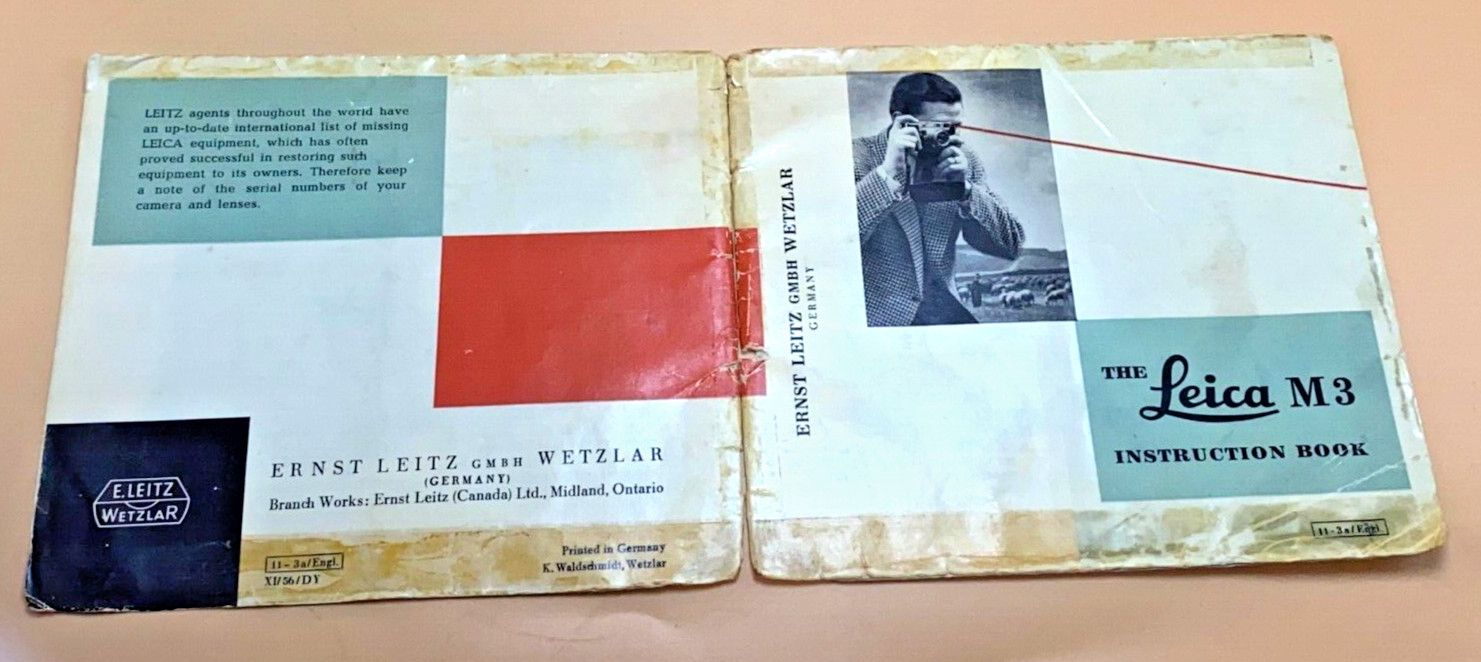 LEITZ agents throughout the world have
an up-to-date international list of missing
LEICA equipment, which has often
proved successful in restoring such
equipment to its owners. Therefore keep
a note of the serial numbers of your
camera and lenses.
E. LEITZ
WETZLAR
ERNST LEITZ GMBH WETZLAR
(GERMANY)
Branch Works: Ernst Leitz (Canada) Ltd., Midland, Ontario
11-3a/Engl.
XI/56/DY
Printed in Germany
K. Waldschmidt, Wetzlar
ERNST LEITZ GMBH WETZLAR
GERMANY
THE Leica M3
INSTRUCTION BOOK
11-3a/Engl.